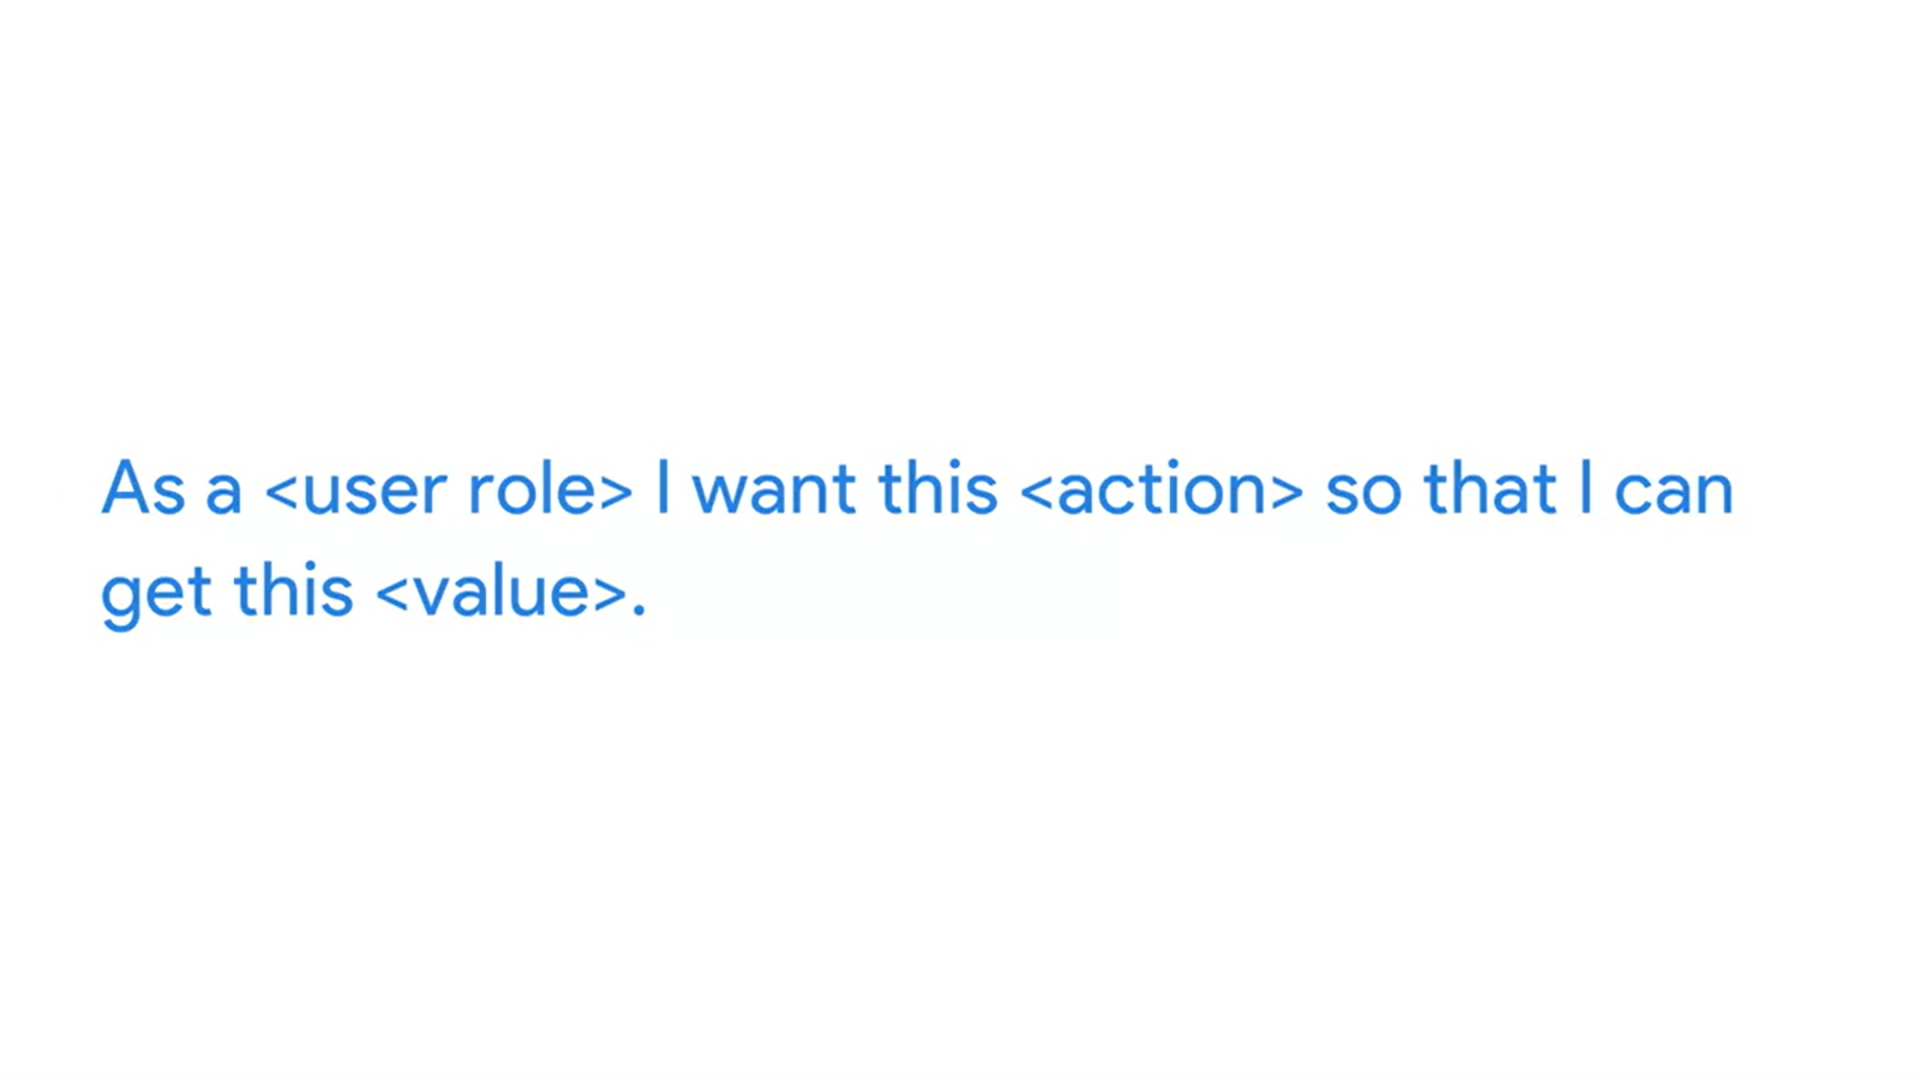 As a <user role> I want this <action> so that I can
get this <value>.